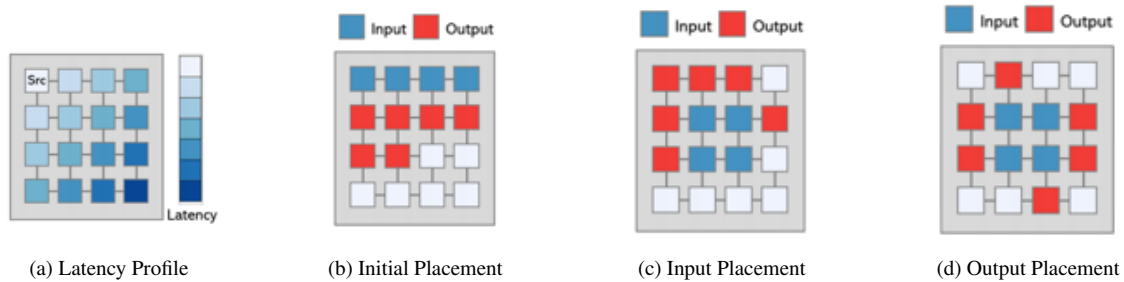 Input Output
Input Output
Input Output
Src
Latency
(a) Latency Profile
(b) Initial Placement
(c) Input Placement
(d) Output Placement